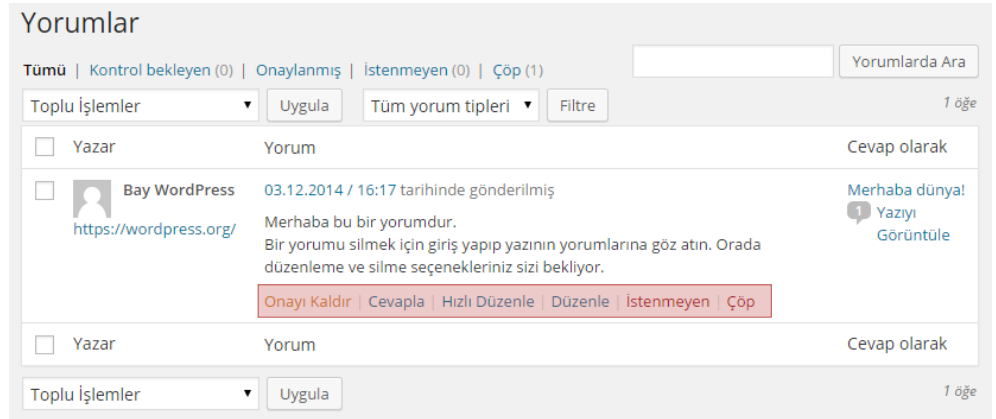 Yorumlar
Tümü | Kontrol bekleyen (0) | Onaylanmış | İstenmeyen (0) | Çöp (1)
Yorumlarda Ara
Toplu İşlemler Uygula Tüm yorum tipleri Filtre 1 öğe
Yazar Yorum Cevap olarak
Bay WordPress 03.12.2014 / 16:17 tarihinde gönderilmiş Merhaba dünya!
https://wordpress.org/ Merhaba bu bir yorumdur. 1 Yazıyı
Bir yorumu silmek için giriş yapıp yazının yorumlarına göz atın. Orada Görüntüle
düzenleme ve silme seçenekleriniz sizi bekliyor.
Onayı Kaldır | Cevapla | Hızlı Düzenle | Düzenle | İstenmeyen | Çöp
Yazar Yorum Cevap olarak
Toplu İşlemler Uygula 1 öğe